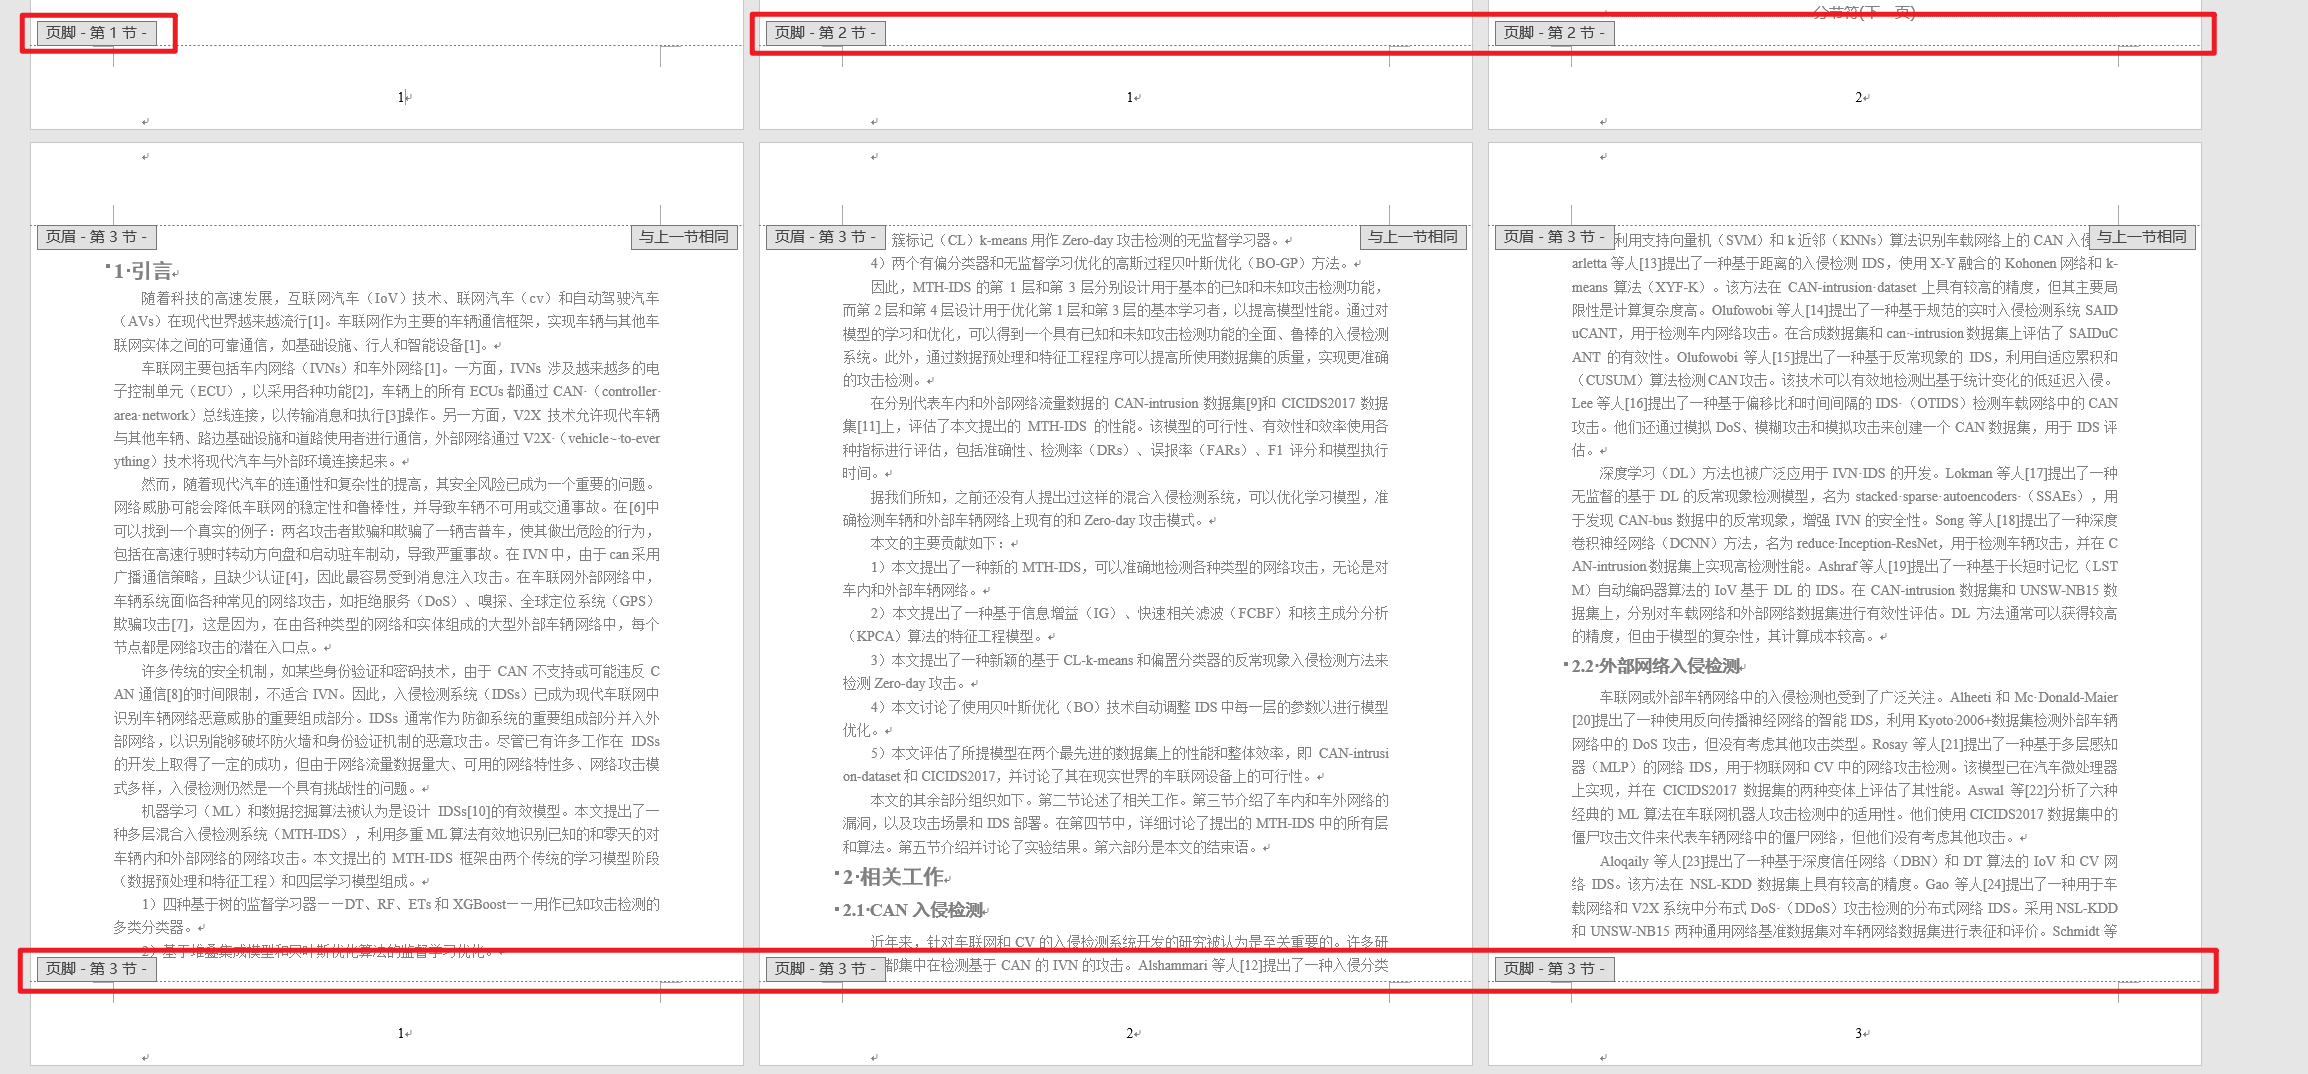 分节符(下一页)
页脚 - 第 1 节 -
页脚 - 第 2 节 -
页脚 - 第 2 节 -
1
1
2
页眉 - 第 3 节 -
与上一节相同
1·引言
随着科技的高速发展，互联网汽车（IoV）技术、联网汽车（cv）和自动驾驶汽车
（AVs）在现代世界越来越流行[1]。车联网作为主要的车辆通信框架，实现车辆与其他车
联网实体之间的可靠通信，如基础设施、行人和智能设备[1]。
车联网主要包括车内网络（IVNs）和车外网络[1]。一方面，IVNs 涉及越来越多的电
子控制单元（ECU），以采用各种功能[2]，车辆上的所有 ECUs 都通过 CAN·（controller·
area·network）总线连接，以传输消息和执行[3]操作。另一方面，V2X 技术允许现代车辆
与其他车辆、路边基础设施和道路使用者进行通信，外部网络通过 V2X·（vehicle~·to-ever
ything）技术将现代汽车与外部环境连接起来。
然而，随着现代汽车的连通性和复杂性的提高，其安全风险已成为一个重要的问题。
网络威胁可能会降低车联网的稳定性和鲁棒性，并导致车辆不可用或交通事故。在[6]中
可以找到一个真实的例子：两名攻击者欺骗和欺骗了一辆吉普车，使其做出危险的行为，
包括在高速行驶时转动方向盘和启动驻车制动，导致严重事故。在 IVN 中，由于 can 采用
广播通信策略，且缺少认证[4]，因此最容易受到消息注入攻击。在车联网外部网络中，
车辆系统面临各种常见的网络攻击，如拒绝服务（DoS）、嗅探、全球定位系统（GPS）
欺骗攻击[7]，这是因为，在由各种类型的网络和实体组成的大型外部车辆网络中，每个
节点都是网络攻击的潜在入口点。
许多传统的安全机制，如某些身份验证和密码技术，由于 CAN 不支持或可能违反 C
AN 通信[8]的时间限制，不适合 IVN。因此，入侵检测系统（IDSs）已成为现代车联网中
识别车辆网络恶意威胁的重要组成部分。IDSs 通常作为防御系统的重要组成部分并入外
部网络，以识别能够破坏防火墙和身份验证机制的恶意攻击。尽管已有许多工作在 IDSs
的开发上取得了一定的成功，但由于网络流量数据量大、可用的网络特性多、网络攻击模
式多样，入侵检测仍然是一个具有挑战性的问题。
机器学习（ML）和数据挖掘算法被认为是设计 IDSs[10]的有效模型。本文提出了一
种多层混合入侵检测系统（MTH-IDS），利用多重 ML 算法有效地识别已知的和零天的对
车辆内和外部网络的网络攻击。本文提出的 MTH-IDS 框架由两个传统的学习模型阶段
（数据预处理和特征工程）和四层学习模型组成。
1）四种基于树的监督学习器——DT、RF、ETs 和 XGBoost——用作已知攻击检测的
多类分类器。
2）基于堆叠集成模型和贝叶斯优化算法的监督学习优化。
页脚 - 第 3 节 -
1
页眉 - 第 3 节 -
与上一节相同
簇标记（CL）k-means 用作 Zero-day 攻击检测的无监督学习器。
4）两个有偏分类器和无监督学习优化的高斯过程贝叶斯优化（BO-GP）方法。
因此，MTH-IDS 的第 1 层和第 3 层分别设计用于基本的已知和未知攻击检测功能，
而第 2 层和第 4 层设计用于优化第 1 层和第 3 层的基本学习者，以提高模型性能。通过对
模型的学习和优化，可以得到一个具有已知和未知攻击检测功能的全面、鲁棒的入侵检测
系统。此外，通过数据预处理和特征工程程序可以提高所使用数据集的质量，实现更准确
的攻击检测。
在分别代表车内和外部网络流量数据的 CAN-intrusion 数据集[9]和 CICIDS2017 数据
集[11]上，评估了本文提出的 MTH-IDS 的性能。该模型的可行性、有效性和效率使用各
种指标进行评估，包括准确性、检测率（DRs）、误报率（FARs）、F1 评分和模型执行
时间。
据我们所知，之前还没有人提出过这样的混合入侵检测系统，可以优化学习模型，准
确检测车辆和外部车辆网络上现有的和 Zero-day 攻击模式。
本文的主要贡献如下：
1）本文提出了一种新的 MTH-IDS，可以准确地检测各种类型的网络攻击，无论是对
车内和外部车辆网络。
2）本文提出了一种基于信息增益（IG）、快速相关滤波（FCBF）和核主成分分析
（KPCA）算法的特征工程模型。
3）本文提出了一种新颖的基于 CL-k-means 和偏置分类器的反常现象入侵检测方法来
检测 Zero-day 攻击。
4）本文讨论了使用贝叶斯优化（BO）技术自动调整 IDS 中每一层的参数以进行模型
优化。
5）本文评估了所提模型在两个最先进的数据集上的性能和整体效率，即 CAN-intrusi
on-dataset 和 CICIDS2017，并讨论了其在现实世界的车联网设备上的可行性。
本文的其余部分组织如下。第二节论述了相关工作。第三节介绍了车内和车外网络的
漏洞，以及攻击场景和 IDS 部署。在第四节中，详细讨论了提出的 MTH-IDS 中的所有层
和算法。第五节介绍并讨论了实验结果。第六部分是本文的结束语。
2·相关工作
2.1·CAN 入侵检测
近年来，针对车联网和 CV 的入侵检测系统开发的研究被认为是至关重要的。许多研
都集中在检测基于 CAN 的 IVN 的攻击。Alshammari 等人[12]提出了一种入侵分类
页脚 - 第 3 节 -
2
页眉 - 第 3 节 -
与上一节相同
利用支持向量机（SVM）和 k 近邻（KNNs）算法识别车载网络上的 CAN 入侵
arletta 等人[13]提出了一种基于距离的入侵检测 IDS，使用 X-Y 融合的 Kohonen 网络和 k-
means 算法（XYF-K）。该方法在 CAN-intrusion·dataset 上具有较高的精度，但其主要局
限性是计算复杂度高。Olufowobi 等人[14]提出了一种基于规范的实时入侵检测系统 SAID
uCANT，用于检测车内网络攻击。在合成数据集和 can·-intrusion 数据集上评估了 SAIDuC
ANT 的有效性。Olufowobi 等人[15]提出了一种基于反常现象的 IDS，利用自适应累积和
（CUSUM）算法检测CAN攻击。该技术可以有效地检测出基于统计变化的低延迟入侵。
Lee 等人[16]提出了一种基于偏移比和时间间隔的 IDS·（OTIDS）检测车载网络中的 CAN
攻击。他们还通过模拟 DoS、模糊攻击和模拟攻击来创建一个 CAN 数据集，用于 IDS 评
估。
深度学习（DL）方法也被广泛应用于 IVN·IDS 的开发。Lokman 等人[17]提出了一种
无监督的基于 DL 的反常现象检测模型，名为 stacked·sparse·autoencoders·（SSAEs），用
于发现 CAN-bus 数据中的反常现象，增强 IVN 的安全性。Song 等人[18]提出了一种深度
卷积神经网络（DCNN）方法，名为 reduce·Inception-ResNet，用于检测车辆攻击，并在 C
AN-intrusion 数据集上实现高检测性能。Ashraf 等人[19]提出了一种基于长短时记忆（LST
M）自动编码器算法的 IoV 基于 DL 的 IDS。在 CAN-intrusion 数据集和 UNSW-NB15 数
据集上，分别对车载网络和外部网络数据集进行有效性评估。DL 方法通常可以获得较高
的精度，但由于模型的复杂性，其计算成本较高。
2.2·外部网络入侵检测
车联网或外部车辆网络中的入侵检测也受到了广泛关注。Alheeti 和 Mc·Donald-Maier
[20]提出了一种使用反向传播神经网络的智能 IDS，利用 Kyoto·2006+数据集检测外部车辆
网络中的 DoS 攻击，但没有考虑其他攻击类型。Rosay 等人[21]提出了一种基于多层感知
器（MLP）的网络 IDS，用于物联网和 CV 中的网络攻击检测。该模型已在汽车微处理器
上实现，并在 CICIDS2017 数据集的两种变体上评估了其性能。Aswal 等[22]分析了六种
经典的 ML 算法在车联网机器人攻击检测中的适用性。他们使用 CICIDS2017 数据集中的
僵尸攻击文件来代表车辆网络中的僵尸网络，但他们没有考虑其他攻击。
Aloqaily 等人[23]提出了一种基于深度信任网络（DBN）和 DT 算法的 IoV 和 CV 网
络 IDS。该方法在 NSL-KDD 数据集上具有较高的精度。Gao 等人[24]提出了一种用于车
载网络和 V2X 系统中分布式 DoS·（DDoS）攻击检测的分布式网络 IDS。采用 NSL-KDD
和 UNSW-NB15 两种通用网络基准数据集对车辆网络数据集进行表征和评价。Schmidt 等
页脚 - 第 3 节 -
3